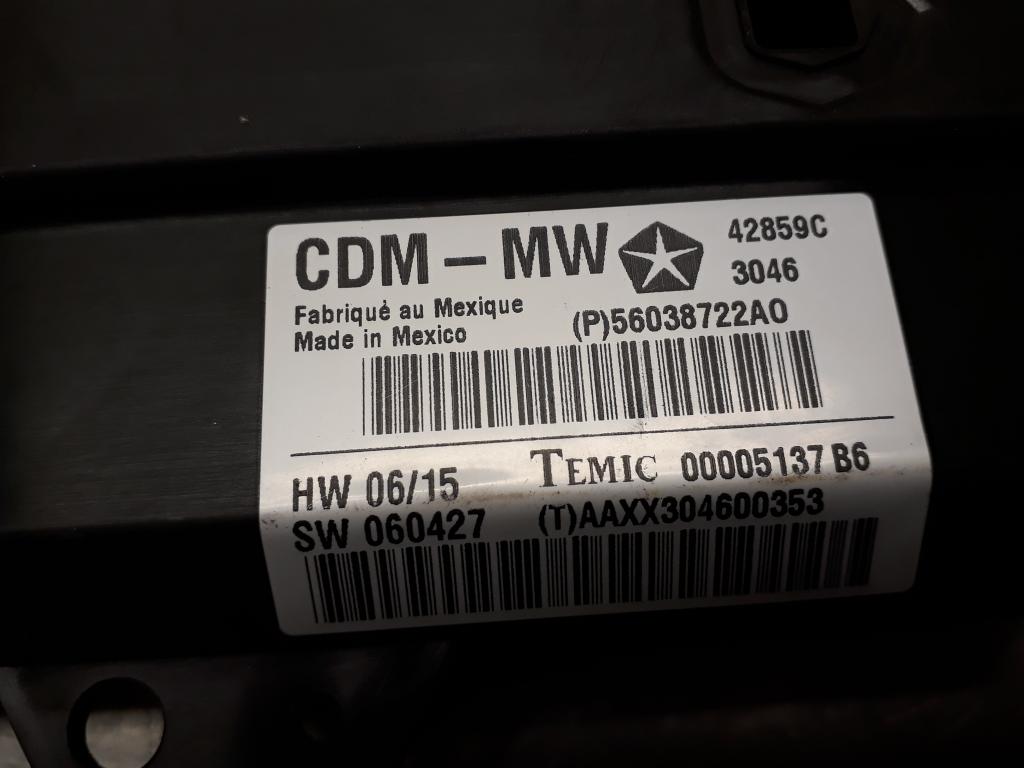 CDM - MW
42859C
3046
Fabriqué au Mexique
Made in Mexico
(P)56038722AO
HW 06/15
TEMIC 00005137 B6
SW 060427
(T)AAXX304600353